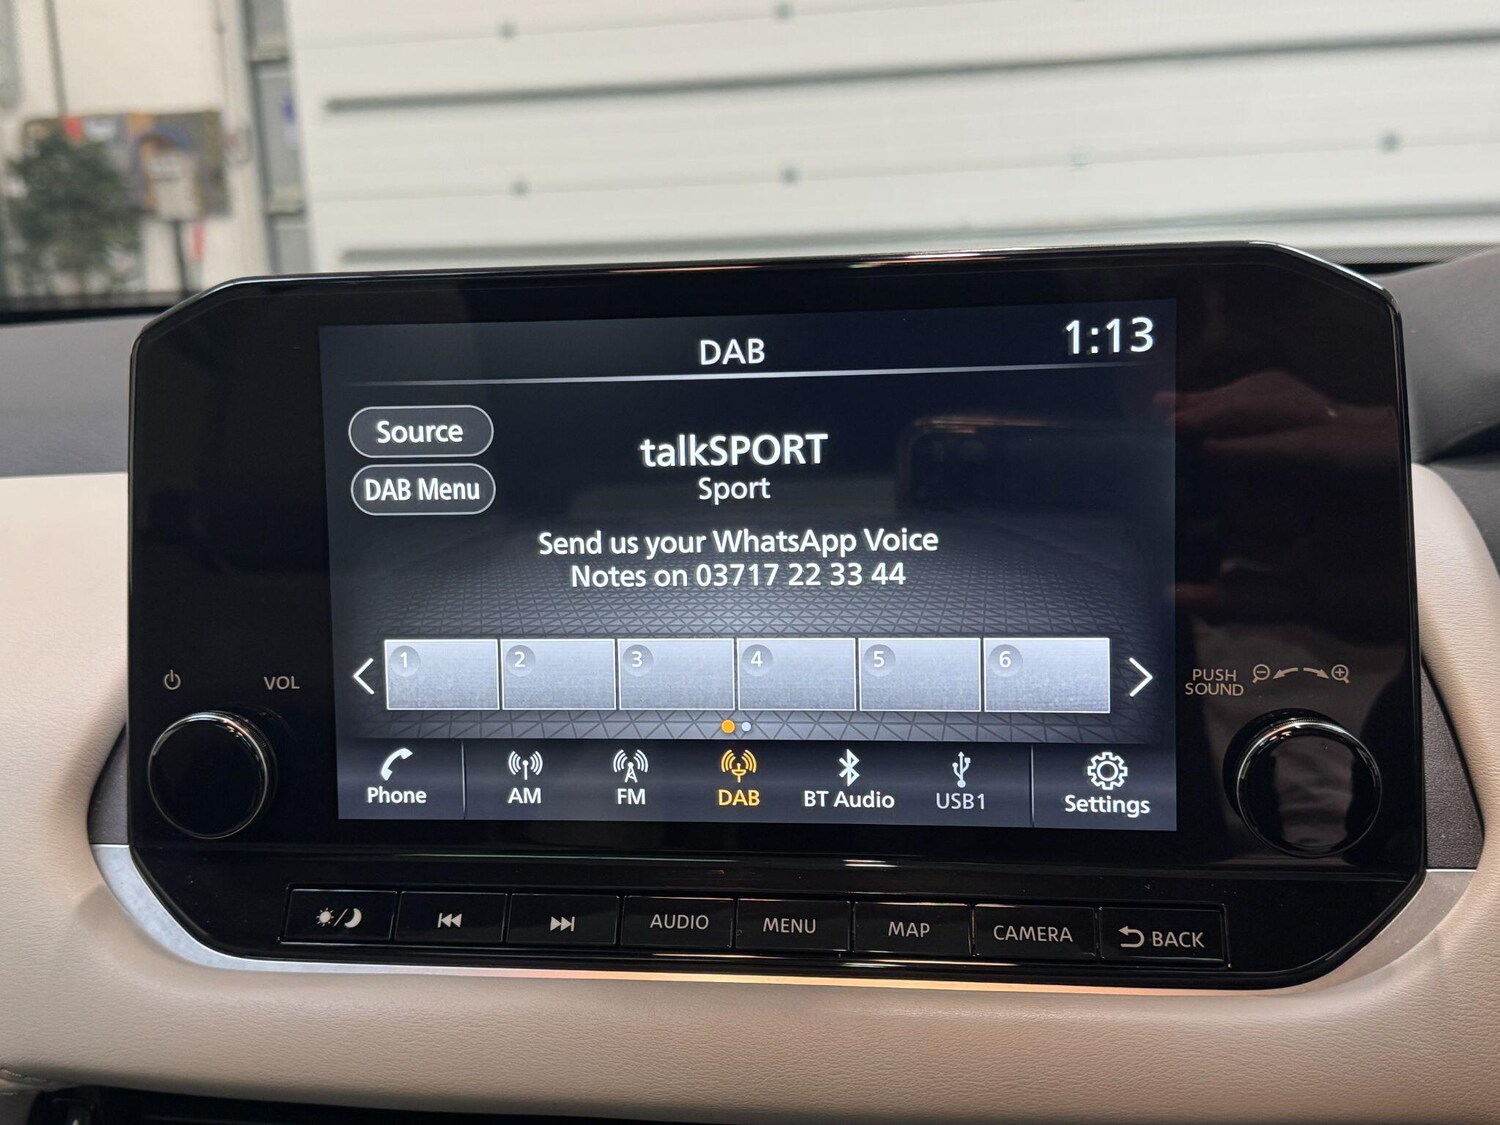 DAB
1:13
Source
DAB Menu
talkSPORT
Sport
Send us your WhatsApp Voice
Notes on 03717 22 33 44
1 2 3 4 5 6
Phone AM FM DAB BT Audio USB1 Settings
VOL
PUSH
SOUND
AUDIO MENU MAP CAMERA BACK